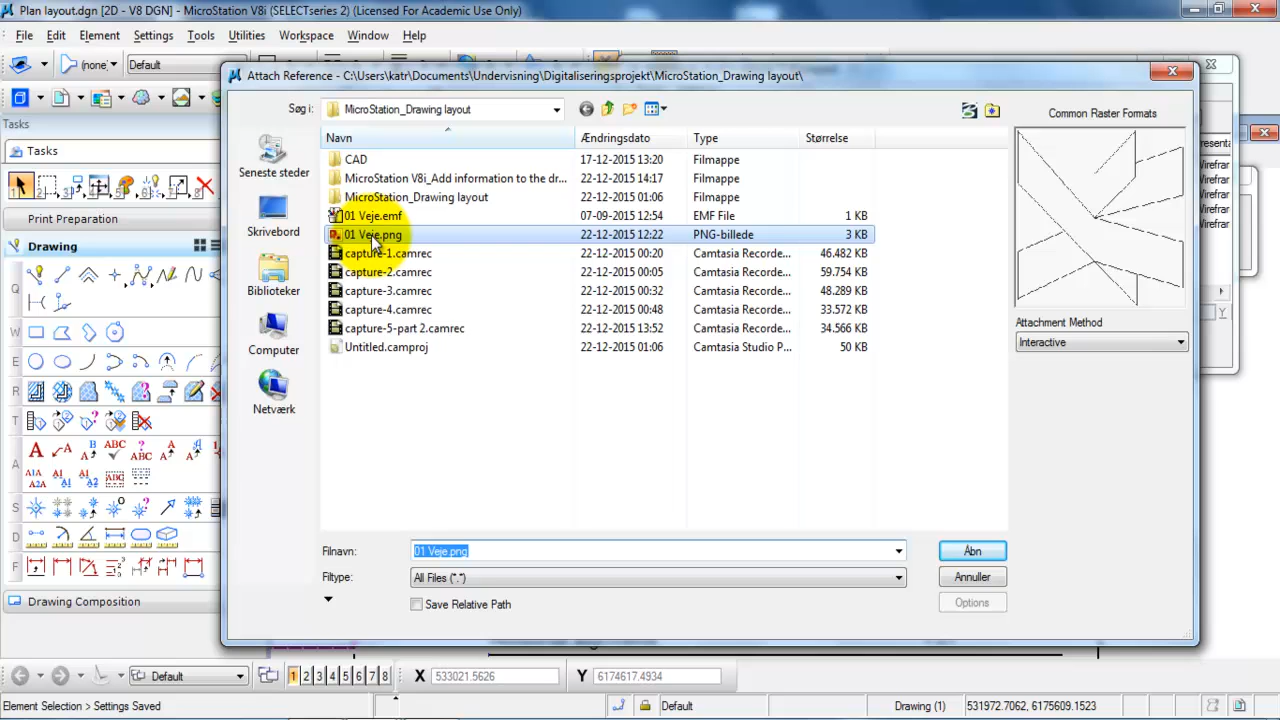 Plan layout.dgn [2D - V8 DGN] - MicroStation V8i (SELECTseries 2) (Licensed For Academic Use Only)
File Edit Element Settings Tools Utilities Workspace Window Help
(none) Default
Attach Reference - C:\Users\katr\Documents\Undervisning\Digitaliseringsprojekt\MicroStation_Drawing layout\
Søg i: MicroStation_Drawing layout
Common Raster Formats
Tasks
Tasks
Print Preparation
Drawing
Navn Ændringsdato Type Størrelse
CAD 17-12-2015 13:20 Filmappe
MicroStation V8i_Add information to the dr... 22-12-2015 14:17 Filmappe
MicroStation_Drawing layout 22-12-2015 01:06 Filmappe
01 Veje.emf 07-09-2015 12:54 EMF File 1 KB
01 Veje.png 22-12-2015 12:22 PNG-billede 3 KB
capture-1.camrec 22-12-2015 00:20 Camtasia Recorde... 46.482 KB
capture-2.camrec 22-12-2015 00:05 Camtasia Recorde... 59.754 KB
capture-3.camrec 22-12-2015 00:32 Camtasia Recorde... 48.289 KB
capture-4.camrec 22-12-2015 00:48 Camtasia Recorde... 33.572 KB
capture-5-part 2.camrec 22-12-2015 13:52 Camtasia Recorde... 34.566 KB
Untitled.camproj 22-12-2015 01:06 Camtasia Studio P... 50 KB
Seneste steder
Skrivebord
Biblioteker
Computer
Netværk
Attachment Method
Interactive
Filnavn: 01 Veje.png Åbn
Filtype: All Files (*.*) Annuller
Save Relative Path Options
Q
W
E
R
T
A
S
D
F
Drawing Composition
Default 1 2 3 4 5 6 7 8 X 533021.5626 Y 6174617.4934
Element Selection > Settings Saved Default Drawing (1) 531972.7062, 6175609.1523